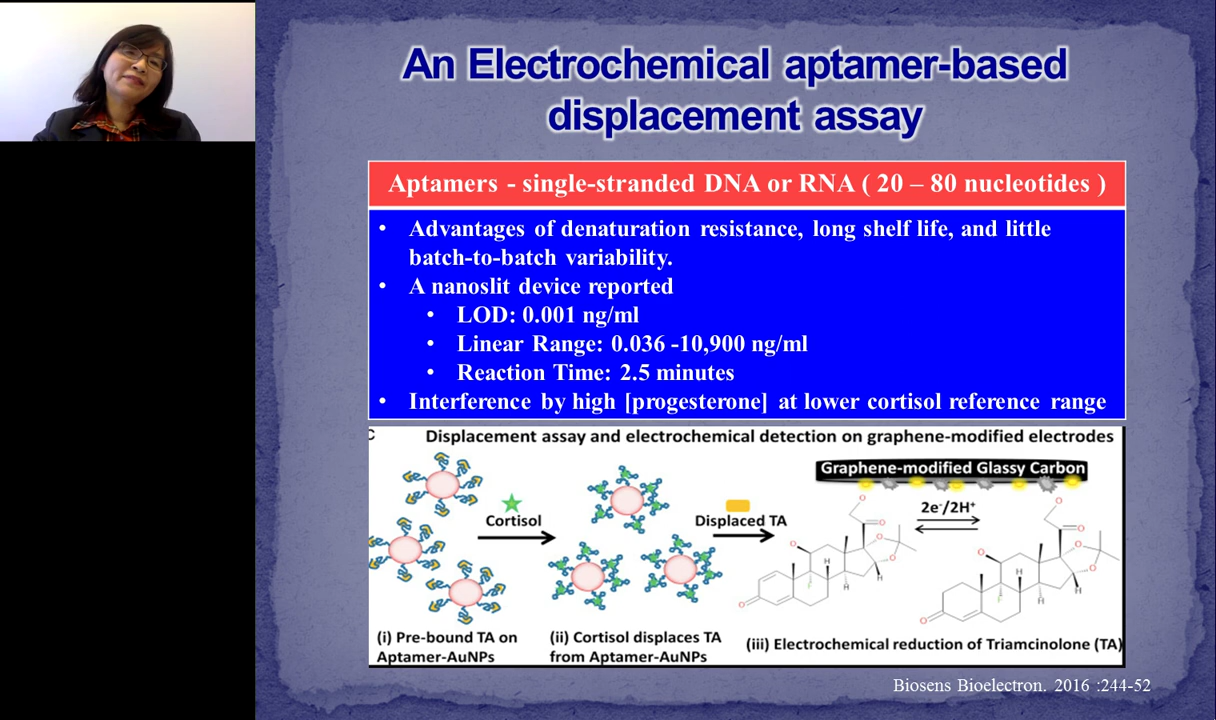 An Electrochemical aptamer-based
displacement assay
Aptamers - single-stranded DNA or RNA ( 20 – 80 nucleotides )
• Advantages of denaturation resistance, long shelf life, and little
batch-to-batch variability.
• A nanoslit device reported
• LOD: 0.001 ng/ml
• Linear Range: 0.036 -10,900 ng/ml
• Reaction Time: 2.5 minutes
• Interference by high [progesterone] at lower cortisol reference range
C
Displacement assay and electrochemical detection on graphene-modified electrodes
Graphene-modified Glassy Carbon
Cortisol
Displaced TA
2e⁻/2H⁺
(i) Pre-bound TA on
Aptamer-AuNPs
(ii) Cortisol displaces TA
from Aptamer-AuNPs
(iii) Electrochemical reduction of Triamcinolone (TA)
Biosens Bioelectron. 2016 :244-52